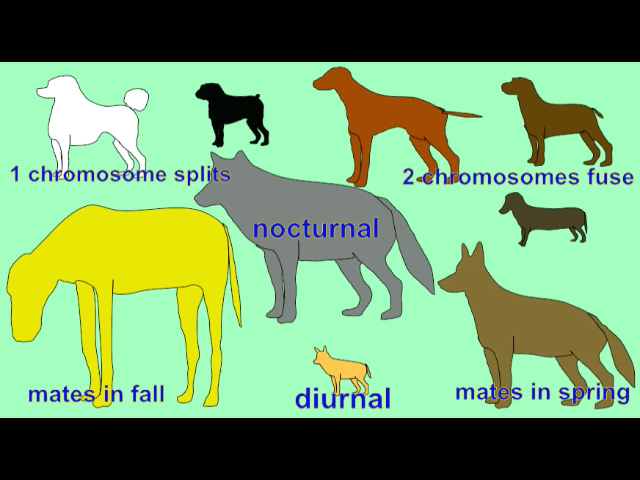 1 chromosome splits
2 chromosomes fuse
nocturnal
mates in fall
diurnal
mates in spring